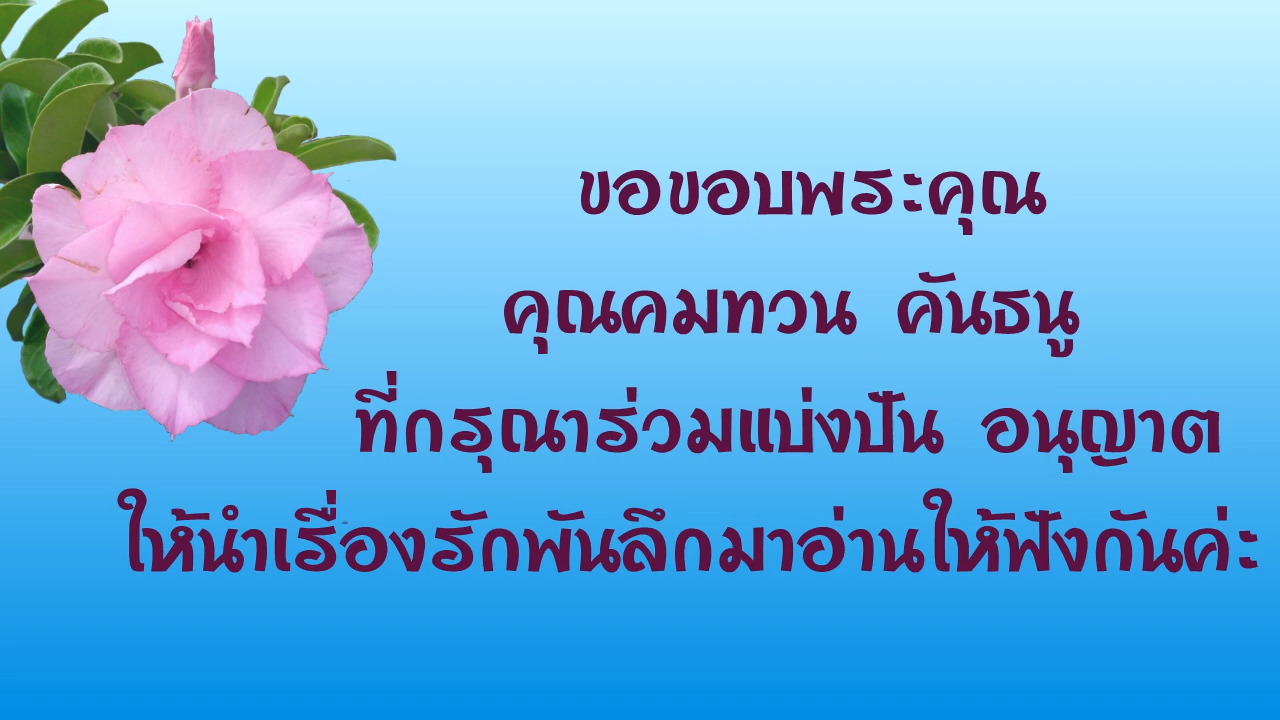 ขอขอบพระคุณ
คุณคมทวน คันธนู
ที่กรุณาร่วมแบ่งปัน อนุญาต
ให้นำเรื่องรักพันลึกมาอ่านให้ฟังกันค่ะ